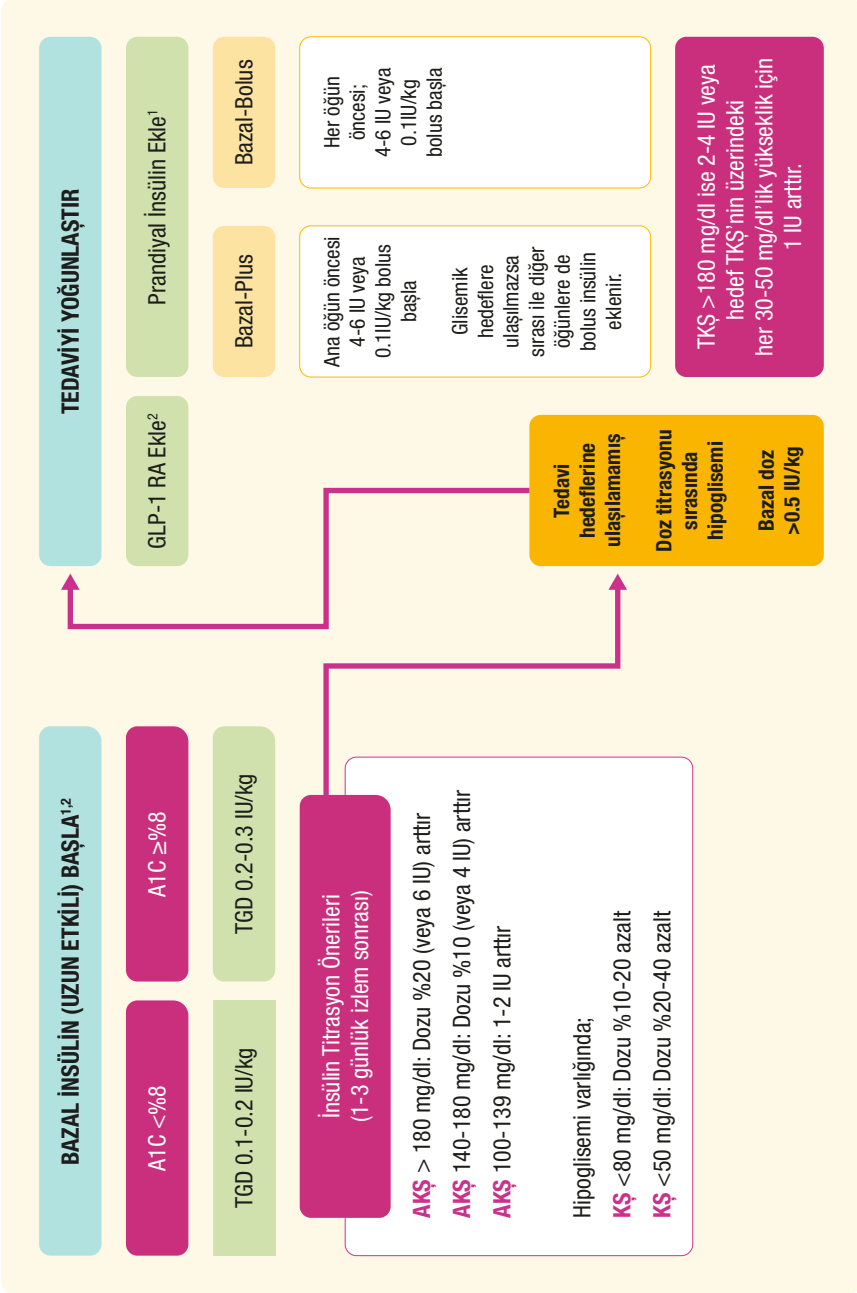 BAZAL İNSÜLİN (UZUN ETKİLİ) BAŞLA1,2
A1C <%8
A1C ≥%8
TGD 0.1-0.2 IU/kg
TGD 0.2-0.3 IU/kg
İnsülin Titrasyon Önerileri
(1-3 günlük izlem sonrası)
AKŞ > 180 mg/dl: Dozu %20 (veya 6 IU) arttır
AKŞ 140-180 mg/dl: Dozu %10 (veya 4 IU) arttır
AKŞ 100-139 mg/dl: 1-2 IU arttır
Hipoglisemi varlığında;
KŞ <80 mg/dl: Dozu %10-20 azalt
KŞ <50 mg/dl: Dozu %20-40 azalt
TEDAVİYİ YOĞUNLAŞTIR
GLP-1 RA Ekle2
Prandiyal İnsülin Ekle1
Bazal-Plus
Bazal-Bolus
Ana öğün öncesi
4-6 IU veya
0.1IU/kg bolus
başla
Glisemik
hedeflere
ulaşılmazsa
sırası ile diğer
öğünlere de
bolus insülin
eklenir.
Her öğün
öncesi;
4-6 IU veya
0.1IU/kg
bolus başla
Tedavi
hedeflerine
ulaşılamamış
Doz titrasyonu
sırasında
hipoglisemi
Bazal doz
>0.5 IU/kg
TKŞ >180 mg/dl ise 2-4 IU veya
hedef TKŞ’nin üzerindeki
her 30-50 mg/dl’lik yükseklik için
1 IU arttır.